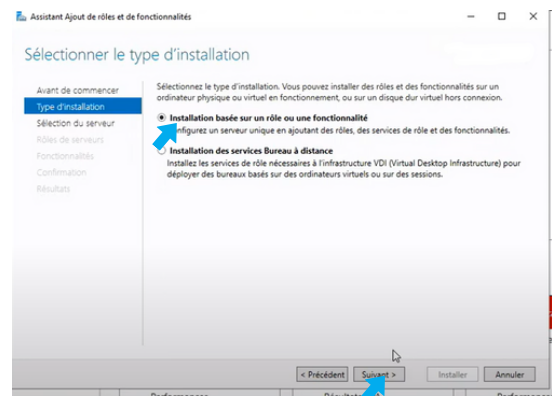 Assistant Ajout de rôles et de fonctionnalités
Sélectionner le type d'installation
Avant de commencer
Type d'installation
Sélection du serveur
Rôles de serveurs
Fonctionnalités
Confirmation
Résultats
Sélectionnez le type d'installation. Vous pouvez installer des rôles et des fonctionnalités sur un
ordinateur physique ou virtuel en fonctionnement, ou sur un disque dur virtuel hors connexion.
Installation basée sur un rôle ou une fonctionnalité
Configurez un serveur unique en ajoutant des rôles, des services de rôle et des fonctionnalités.
Installation des services Bureau à distance
Installez les services de rôle nécessaires à l'infrastructure VDI (Virtual Desktop Infrastructure) pour
déployer des bureaux basés sur des ordinateurs virtuels ou sur des sessions.
< Précédent Suivant > Installer Annuler